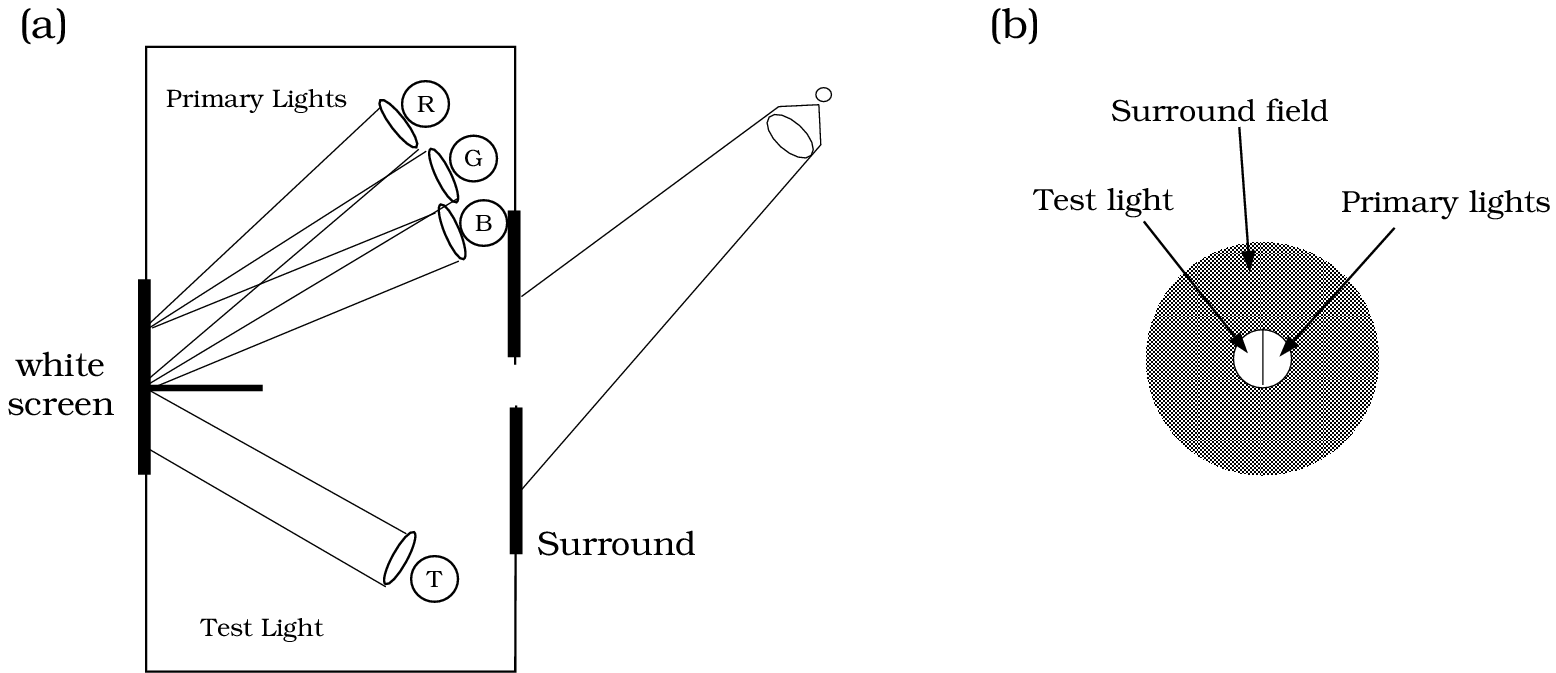 (a)
Primary Lights
R
G
B
white
screen
T
Surround
Test Light
(b)
Surround field
Test light
Primary lights